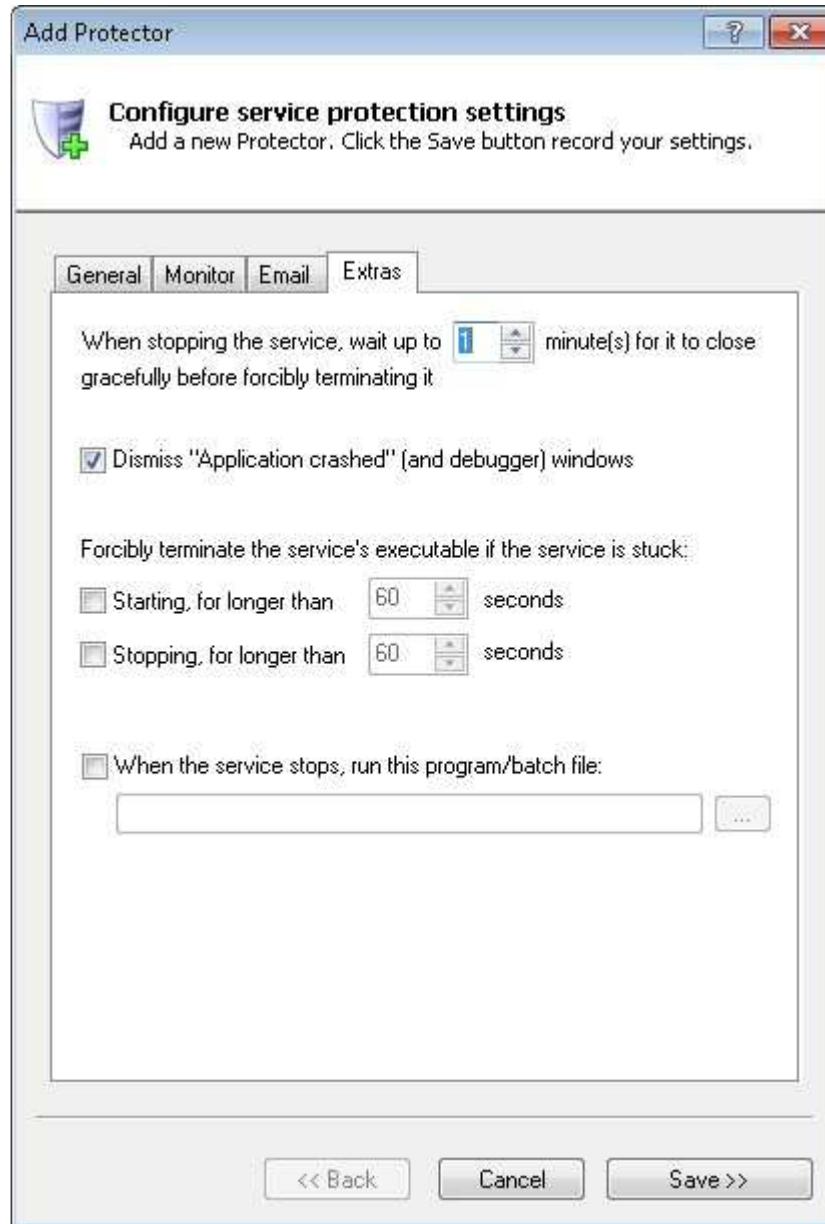 Add Protector
Configure service protection settings
Add a new Protector. Click the Save button record your settings.
General Monitor Email Extras
When stopping the service, wait up to 1 minute(s) for it to close
gracefully before forcibly terminating it
Dismiss "Application crashed" (and debugger) windows
Forcibly terminate the service's executable if the service is stuck:
Starting, for longer than 60 seconds
Stopping, for longer than 60 seconds
When the service stops, run this program/batch file:
...
<< Back Cancel Save >>